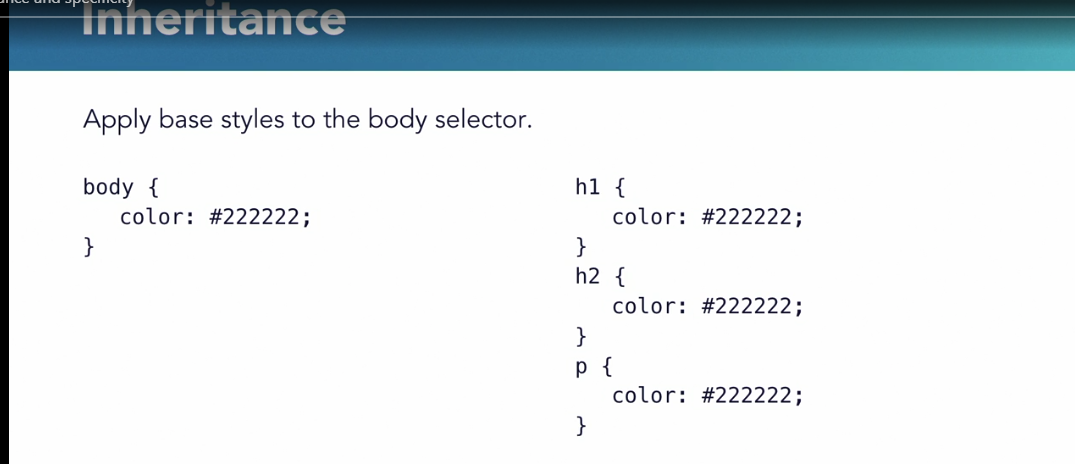 ance and specificity
Inheritance
Apply base styles to the body selector.
body {
color: #222222;
}
h1 {
color: #222222;
}
h2 {
color: #222222;
}
p {
color: #222222;
}